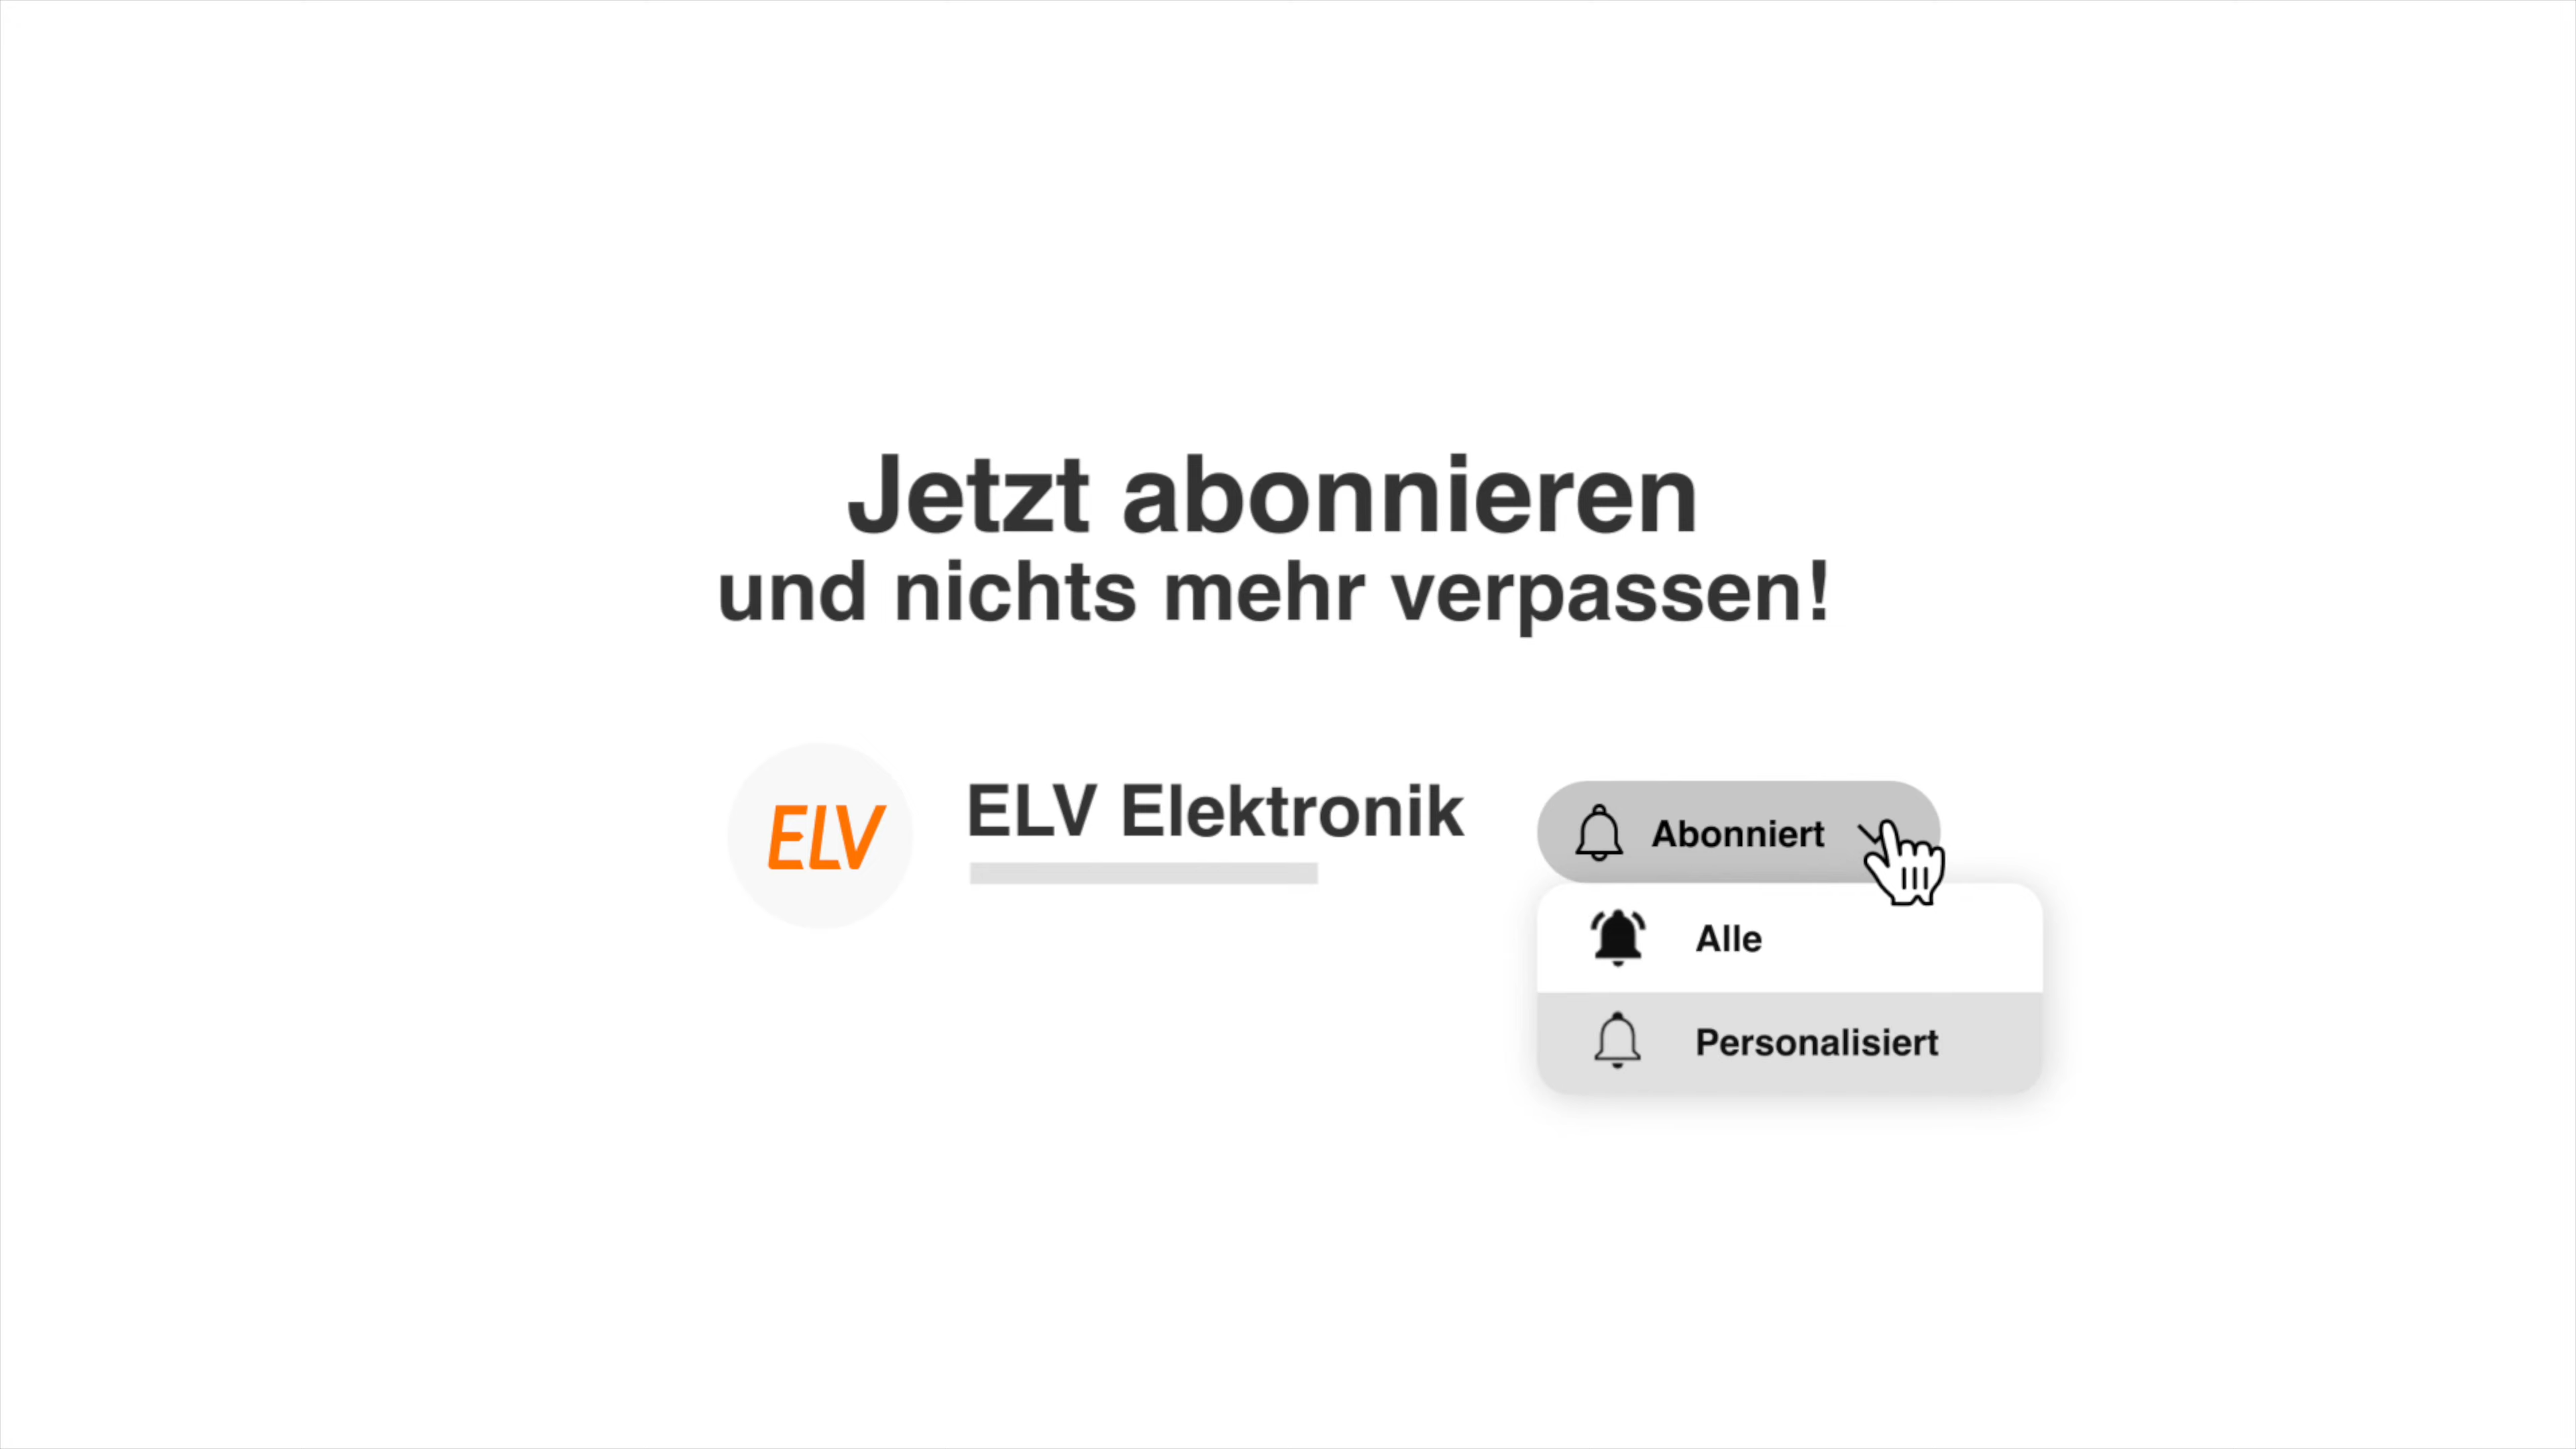 Jetzt abonnieren
und nichts mehr verpassen!
ELV
ELV Elektronik
Abonniert
Alle
Personalisiert